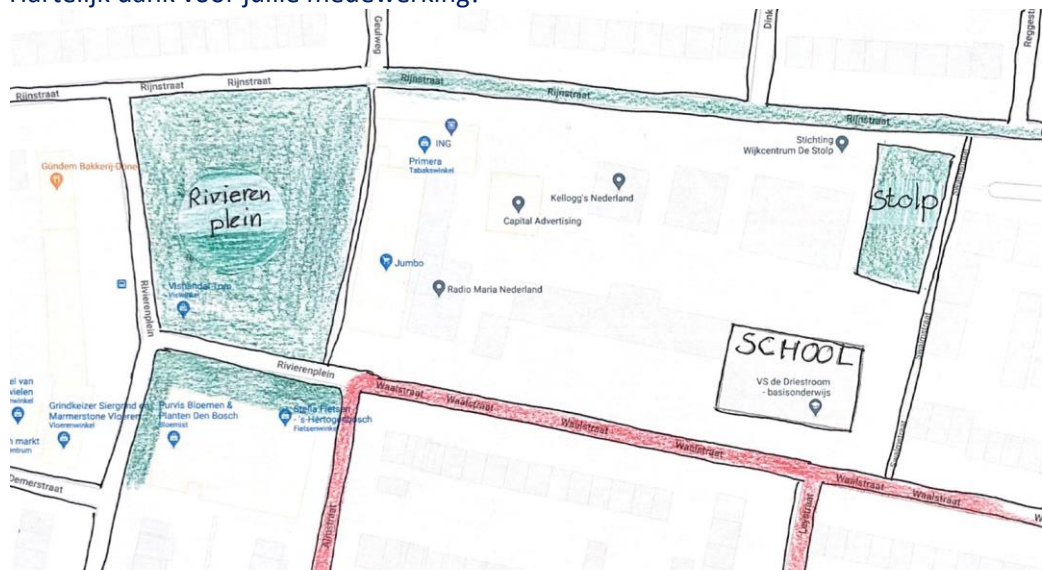 Hartelijk dank voor jullie medewerking!
Geulweg
Rijnstraat
Rijnstraat
Rijnstraat
Rijnstraat
Rijnstraat
Rijnstraat
Rijnstraat
ING
Primera
Tabakswinkel
Stichting
Wijkcentrum De Stolp
Gündem Bakkerij-Döner
Rivieren
plein
Kellogg's Nederland
Capital Advertising
Stolp
Jumbo
Radio Maria Nederland
Vishandel Tom
Viswinkel
Rivierenplein
Rivierenplein
SCHOOL
VS de Driestroom
- basisonderwijs
Grindkeizer Siergrind en
Marmerstone Vloeren
Vloerenwinkel
Purvis Bloemen &
Planten Den Bosch
Bloemist
Stella Fietsen
- 's-Hertogenbosch
Fietsenwinkel
Waalstraat
Waalstraat
Waalstraat
Waalstraat
Waalstraat
Waalstraat
Demerstraat
Leystraat